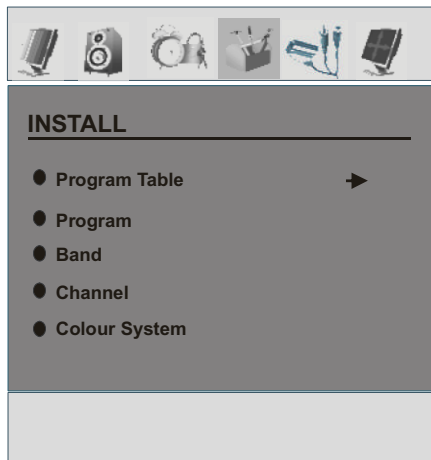 INSTALL
Program Table
Program
Band
Channel
Colour System